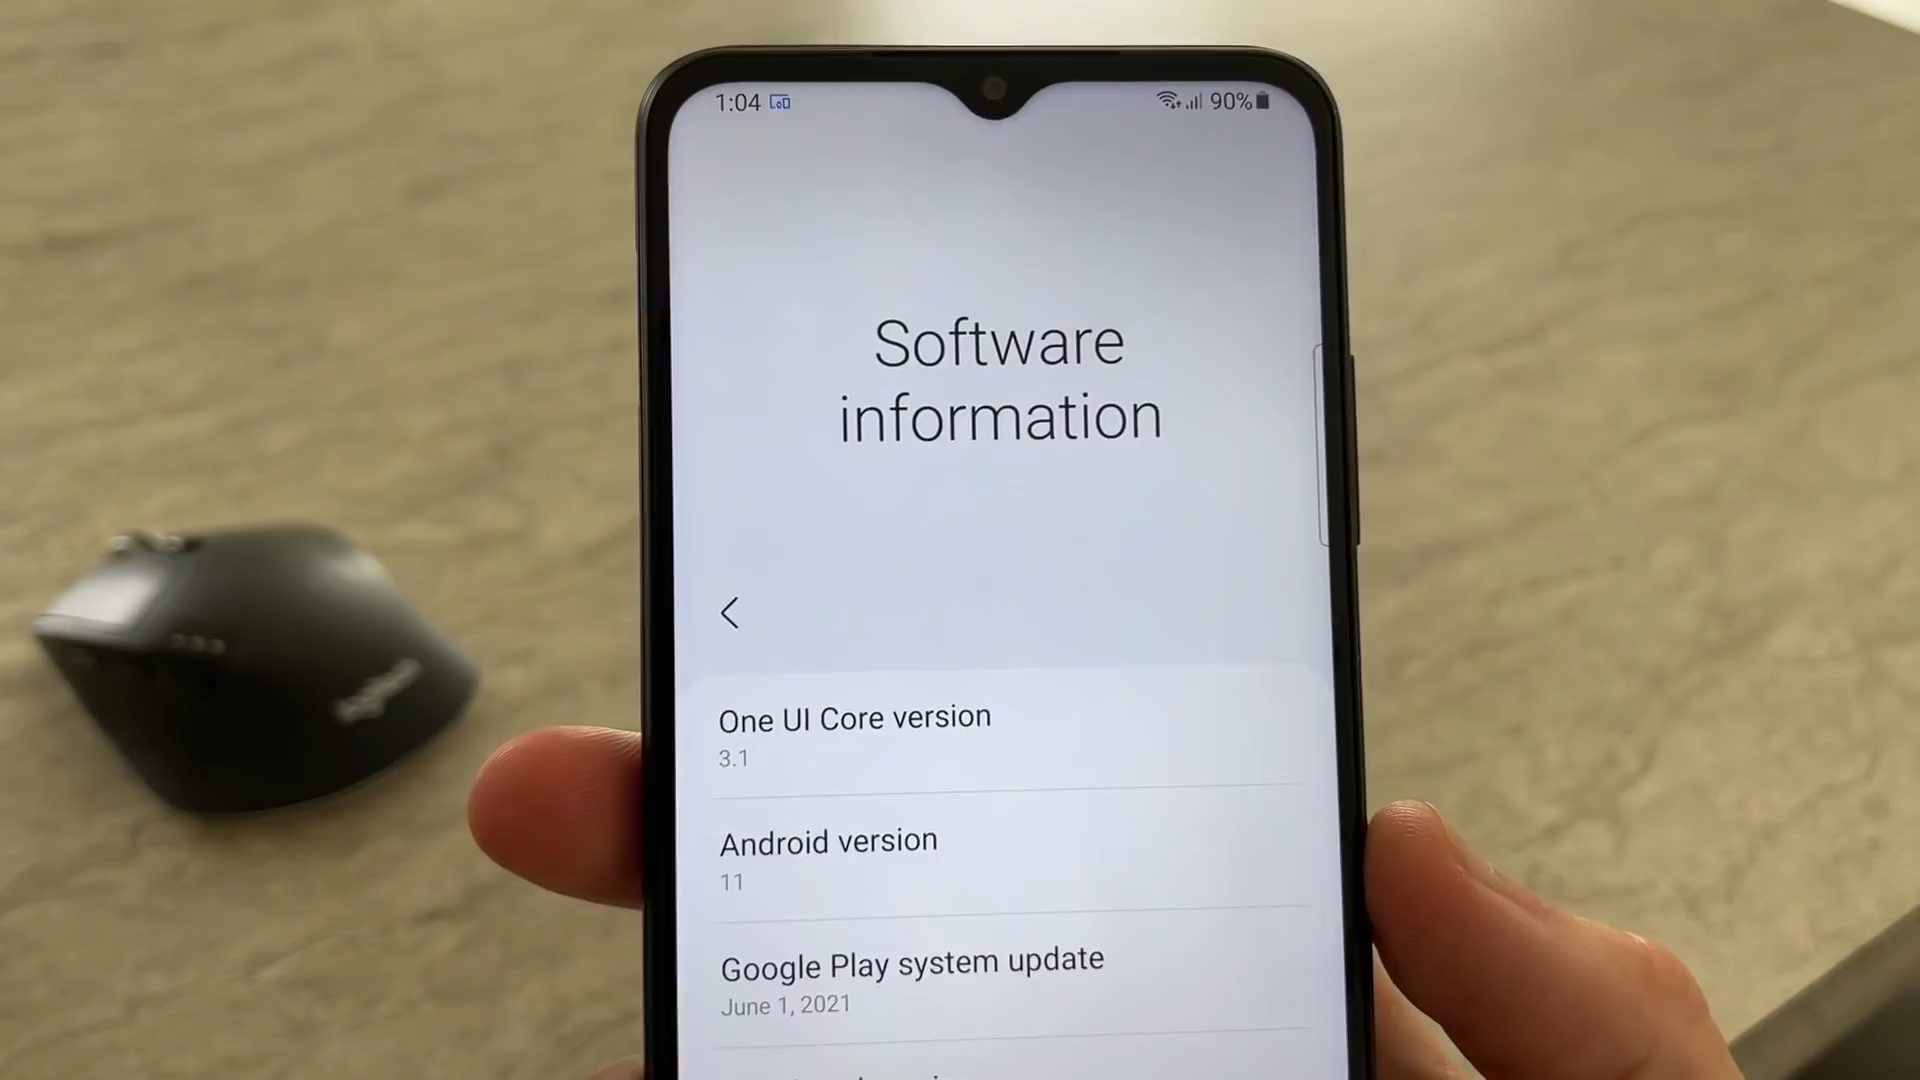 1:04
90%
Software
information
One UI Core version
3.1
Android version
11
Google Play system update
June 1, 2021
logitech